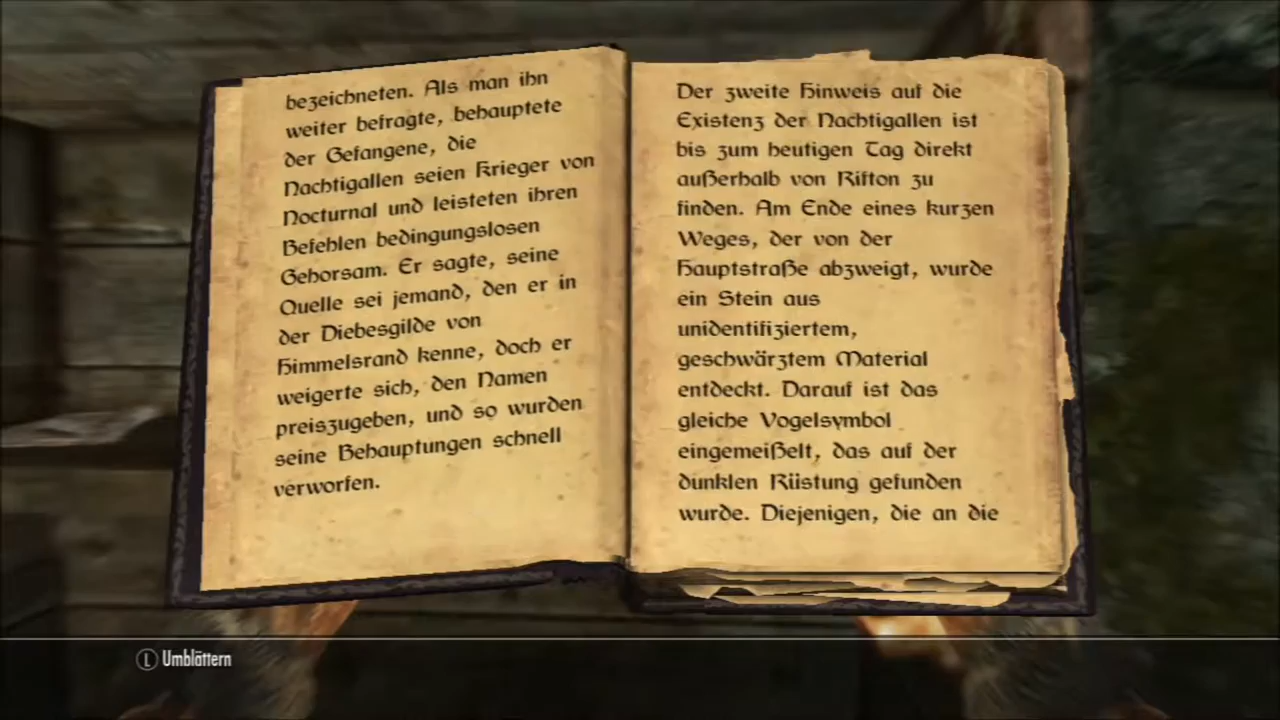 bezeichneten. Als man ihn
weiter befragte, behauptete
der Gefangene, die
Nachtigallen seien Krieger von
Nocturnal und leisteten ihren
Befehlen bedingungslosen
Gehorsam. Er sagte, seine
Quelle sei jemand, den er in
der Diebesgilde von
Himmelsrand kenne, doch er
weigerte sich, den Namen
preiszugeben, und so wurden
seine Behauptungen schnell
verworfen.
Der zweite Hinweis auf die
Existenz der Nachtigallen ist
bis zum heutigen Tag direkt
außerhalb von Rifton zu
finden. Am Ende eines kurzen
Weges, der von der
Hauptstraße abzweigt, wurde
ein Stein aus
unidentifiziertem,
geschwärztem Material
entdeckt. Darauf ist das
gleiche Vogelsymbol
eingemeißelt, das auf der
dunklen Rüstung gefunden
wurde. Diejenigen, die an die
L Umblättern